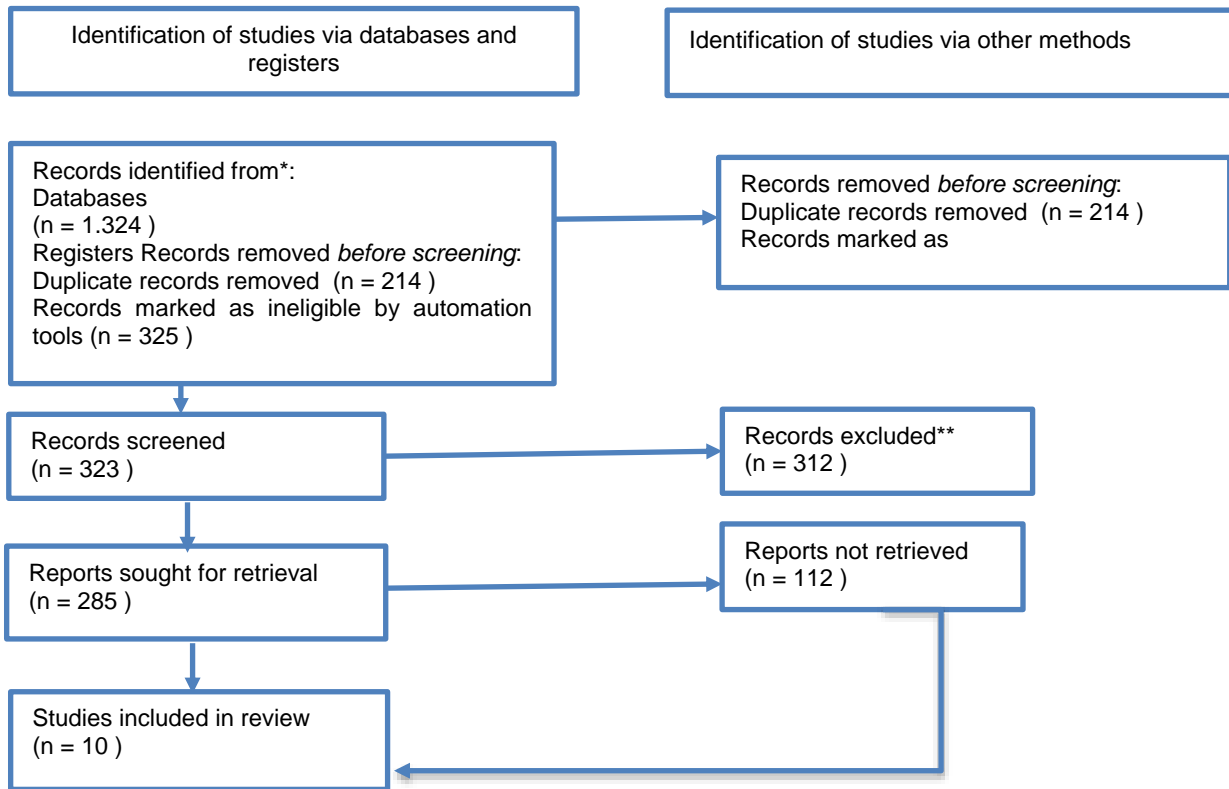 Identification of studies via databases and
registers
Identification of studies via other methods
Records identified from*:
Databases
(n = 1.324 )
Registers Records removed before screening:
Duplicate records removed (n = 214 )
Records marked as ineligible by automation
tools (n = 325 )
Records removed before screening:
Duplicate records removed (n = 214 )
Records marked as
Records screened
(n = 323 )
Records excluded**
(n = 312 )
Reports sought for retrieval
(n = 285 )
Reports not retrieved
(n = 112 )
Studies included in review
(n = 10 )